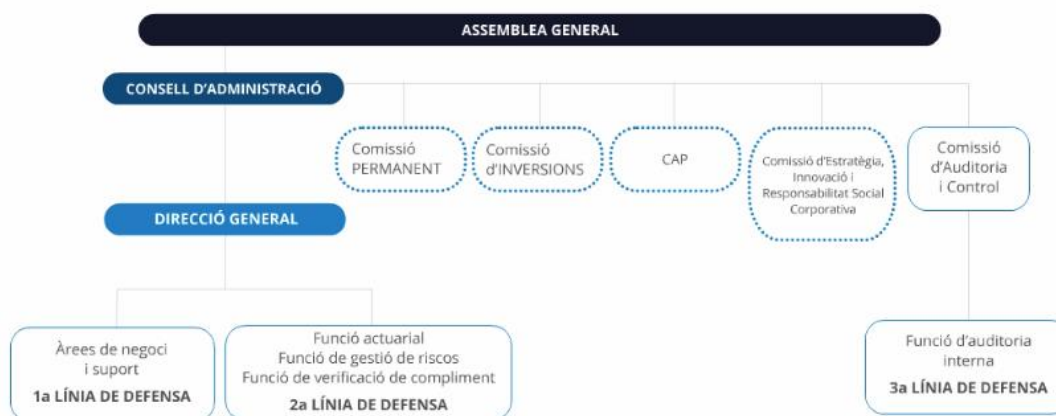 ASSEMBLEA GENERAL
CONSELL D'ADMINISTRACIÓ
Comissió
PERMANENT
Comissió
d'INVERSIONS
CAP
Comissió d'Estratègia,
Innovació i
Responsabilitat Social
Corporativa
Comissió
d'Auditoria
i Control
DIRECCIÓ GENERAL
Àrees de negoci
i suport
1a LÍNIA DE DEFENSA
Funció actuarial
Funció de gestió de riscos
Funció de verificació de compliment
2a LÍNIA DE DEFENSA
Funció d'auditoria
interna
3a LÍNIA DE DEFENSA